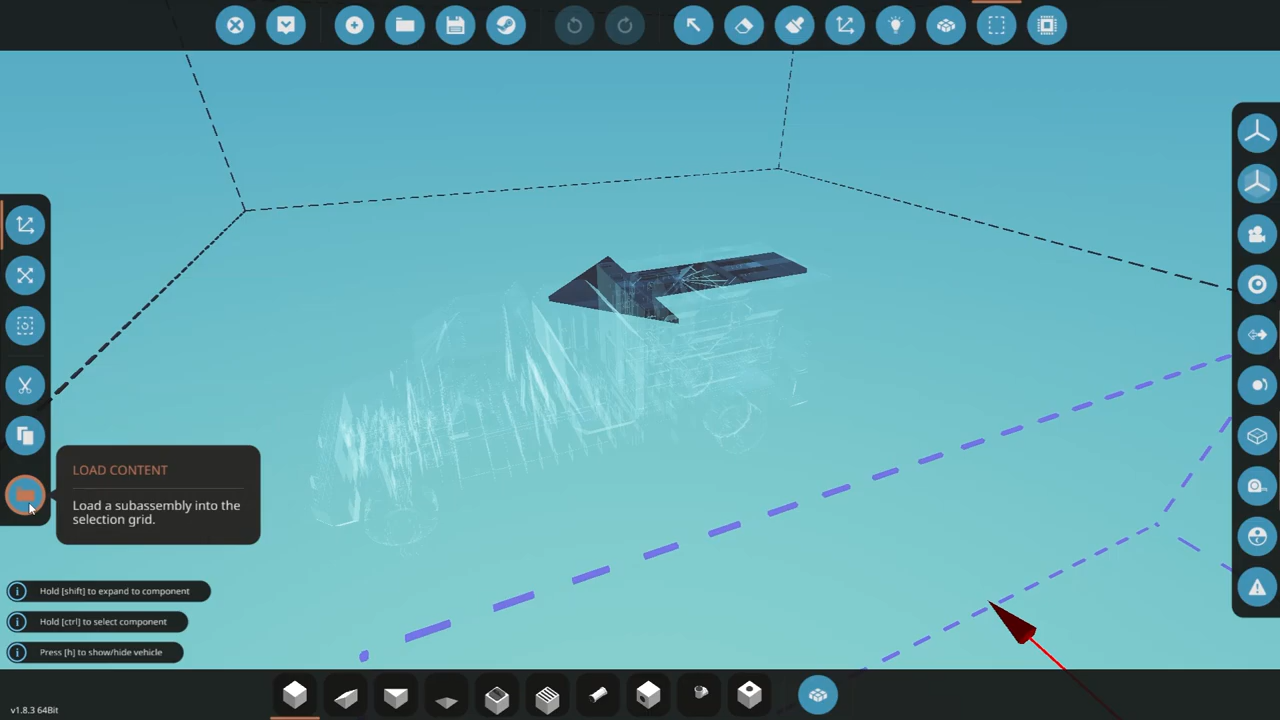 LOAD CONTENT
Load a subassembly into the
selection grid.
Hold [shift] to expand to component
Hold [ctrl] to select component
Press [h] to show/hide vehicle
v1.8.3 64Bit